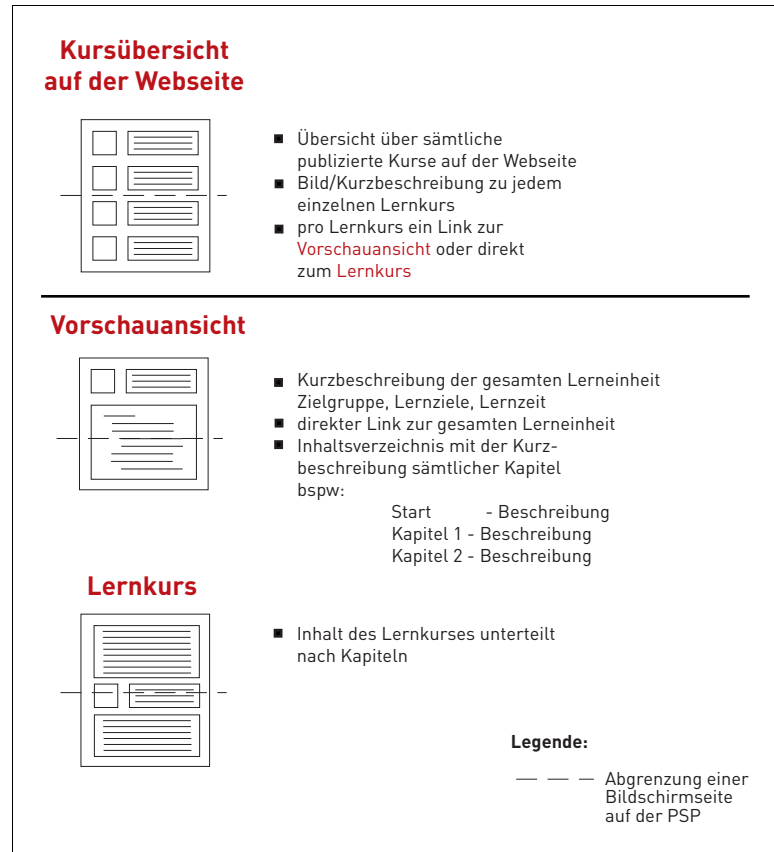 Kursübersicht
auf der Webseite
Übersicht über sämtliche
publizierte Kurse auf der Webseite
Bild/Kurzbeschreibung zu jedem
einzelnen Lernkurs
pro Lernkurs ein Link zur
Vorschauansicht oder direkt
zum Lernkurs
Vorschauansicht
Kurzbeschreibung der gesamten Lerneinheit
Zielgruppe, Lernziele, Lernzeit
direkter Link zur gesamten Lerneinheit
Inhaltsverzeichnis mit der Kurz-
beschreibung sämtlicher Kapitel
bspw:
Start - Beschreibung
Kapitel 1 - Beschreibung
Kapitel 2 - Beschreibung
Lernkurs
Inhalt des Lernkurses unterteilt
nach Kapiteln
Legende:
Abgrenzung einer
Bildschirmseite
auf der PSP